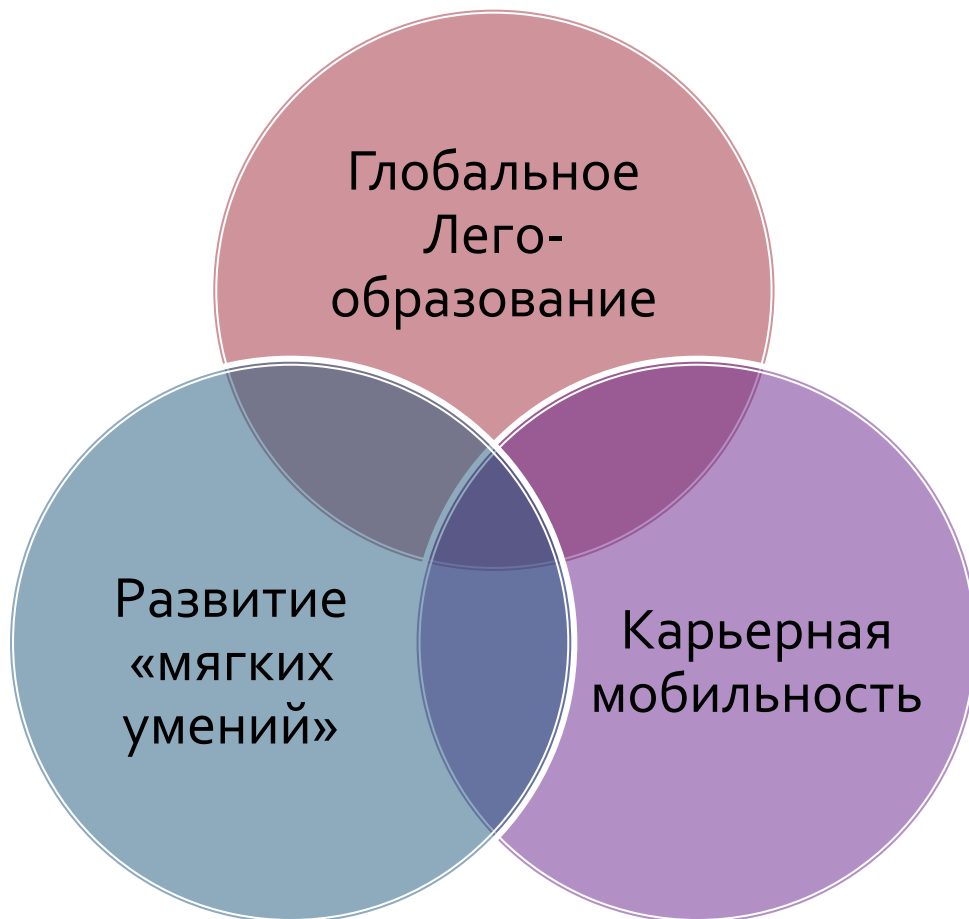 Глобальное
Лего-
образование
Развитие
«мягких
умений»
Карьерная
мобильность